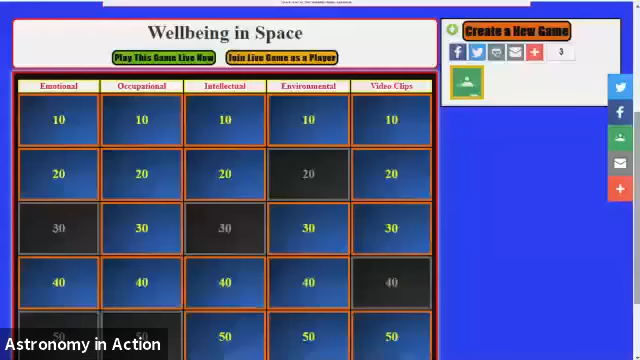 Wellbeing in Space
Play This Game Live Now
Join Live Game as a Player
Create a New Game
3
Emotional Occupational Intellectual Environmental Video Clips
10 10 10 10 10
20 20 20 20 20
30 30 30 30 30
40 40 40 40 40
50 50 50 50 50
Astronomy in Action